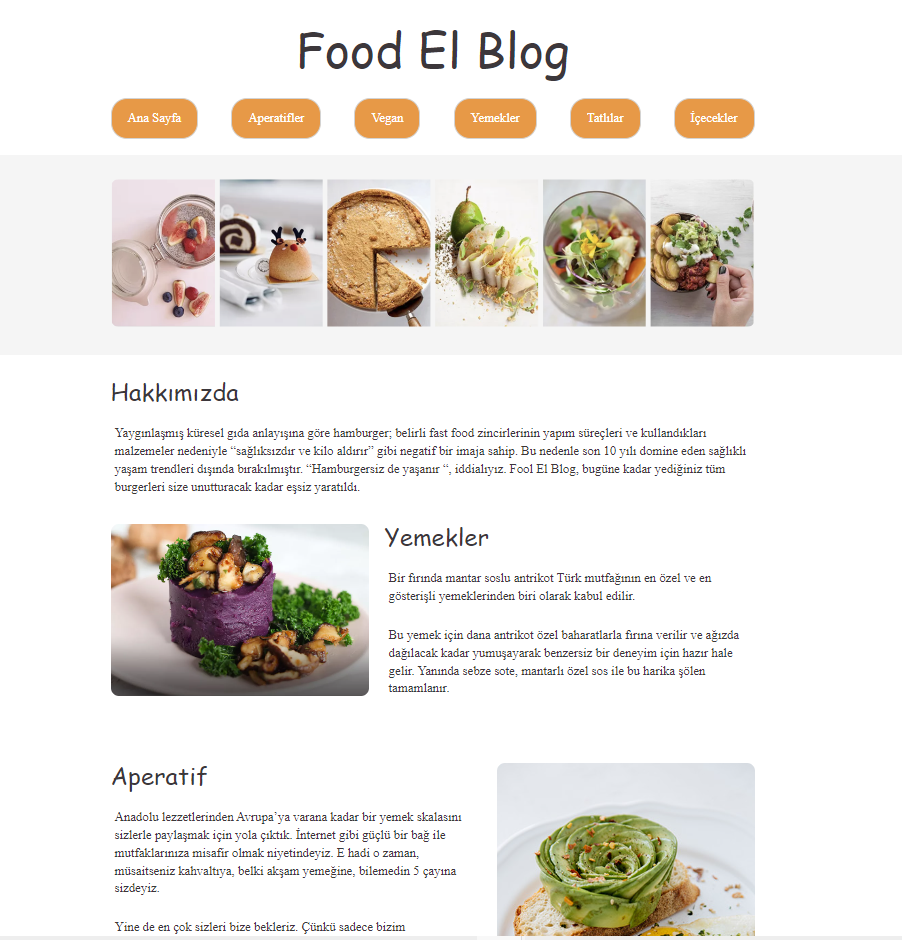 Food El Blog
Ana Sayfa
Aperatifler
Vegan
Yemekler
Tatlılar
İçecekler
Hakkımızda
Yaygınlaşmış küresel gıda anlayışına göre hamburger; belirli fast food zincirlerinin yapım süreçleri ve kullandıkları
malzemeler nedeniyle “sağlıksızdır ve kilo aldırır” gibi negatif bir imaja sahip. Bu nedenle son 10 yılı domine eden sağlıklı
yaşam trendleri dışında bırakılmıştır. “Hamburgersiz de yaşanır “, iddialıyız. Fool El Blog, bugüne kadar yediğiniz tüm
burgerleri size unutturacak kadar eşsiz yaratıldı.
Yemekler
Bir fırında mantar soslu antrikot Türk mutfağının en özel ve en
gösterişli yemeklerinden biri olarak kabul edilir.
Bu yemek için dana antrikot özel baharatlarla fırına verilir ve ağızda
dağılacak kadar yumuşayarak benzersiz bir deneyim için hazır hale
gelir. Yanında sebze sote, mantarlı özel sos ile bu harika şölen
tamamlanır.
Aperatif
Anadolu lezzetlerinden Avrupa’ya varana kadar bir yemek skalasını
sizlerle paylaşmak için yola çıktık. İnternet gibi güçlü bir bağ ile
mutfaklarınıza misafir olmak niyetindeyiz. E hadi o zaman,
müsaitseniz kahvaltıya, belki akşam yemeğine, bilemedin 5 çayına
sizdeyiz.
Yine de en çok sizleri bize bekleriz. Çünkü sadece bizim